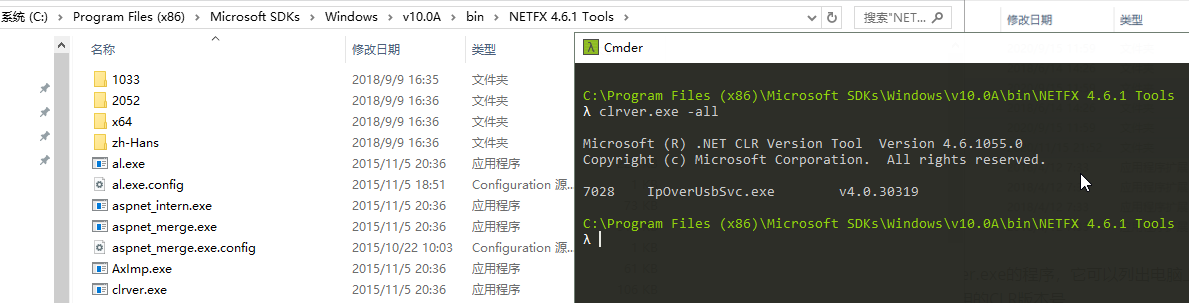 系统 (C:) › Program Files (x86) › Microsoft SDKs › Windows › v10.0A › bin › NETFX 4.6.1 Tools ›
搜索"NET...
修改日期 类型
名称 修改日期 类型
1033 2018/9/9 16:35 文件夹
2052 2018/9/9 16:36 文件夹
x64 2018/9/9 16:36 文件夹
zh-Hans 2018/9/9 16:36 文件夹
al.exe 2015/11/5 20:36 应用程序
al.exe.config 2015/11/5 18:51 Configuration 源...
aspnet_intern.exe 2015/11/5 20:36 应用程序
aspnet_merge.exe 2015/11/5 20:36 应用程序
aspnet_merge.exe.config 2015/10/22 10:03 Configuration 源...
AxImp.exe 2015/11/5 20:36 应用程序
clrver.exe 2015/11/5 20:36 应用程序
λ Cmder
C:\Program Files (x86)\Microsoft SDKs\Windows\v10.0A\bin\NETFX 4.6.1 Tools
λ clrver.exe -all
Microsoft (R) .NET CLR Version Tool  Version 4.6.1055.0
Copyright (c) Microsoft Corporation.  All rights reserved.
7028 IpOverUsbSvc.exe v4.0.30319
C:\Program Files (x86)\Microsoft SDKs\Windows\v10.0A\bin\NETFX 4.6.1 Tools
λ